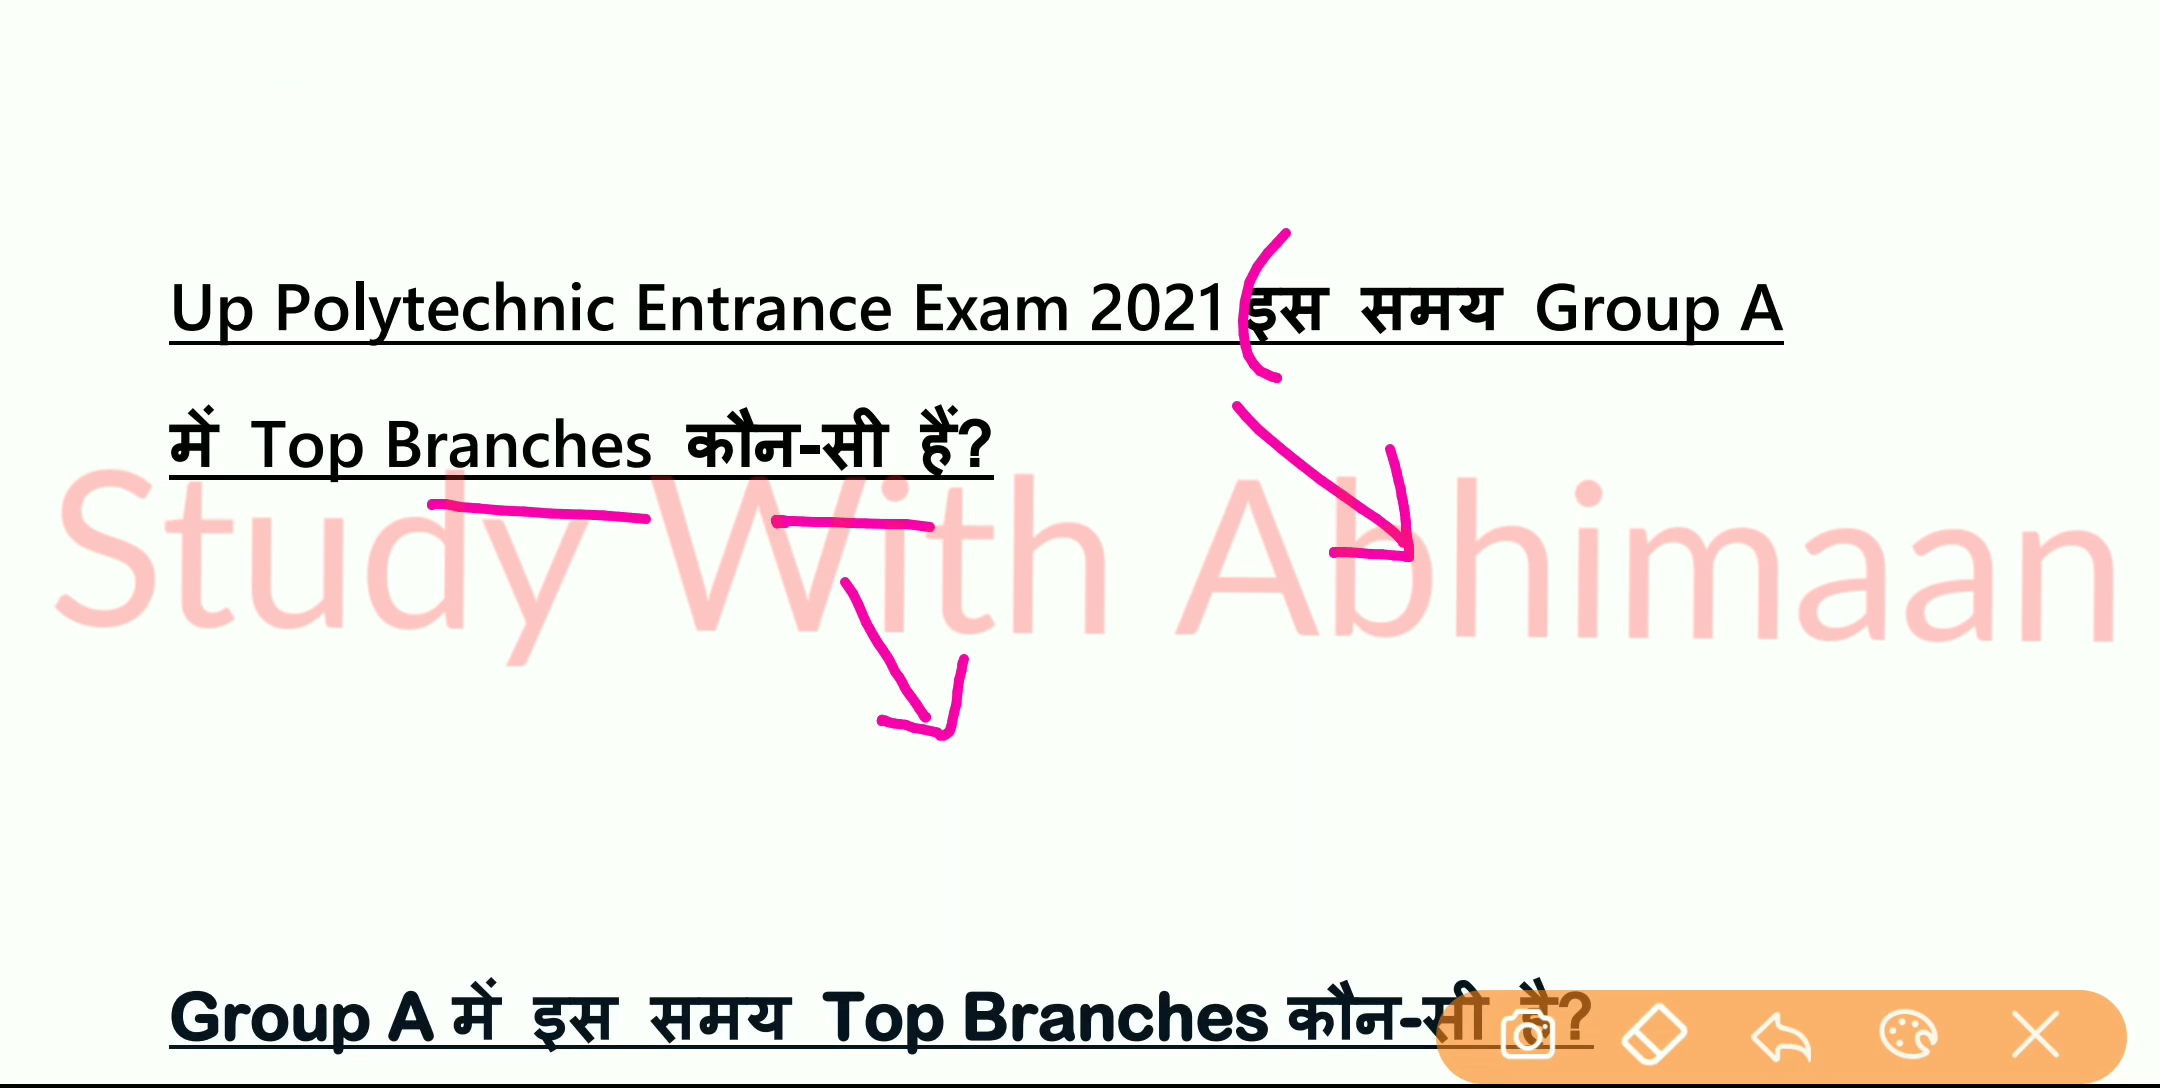 Up Polytechnic Entrance Exam 2021 इस समय Group A
में Top Branches कौन-सी हैं?
Study With Abhimaan
Group A में इस समय Top Branches कौन-सी है?